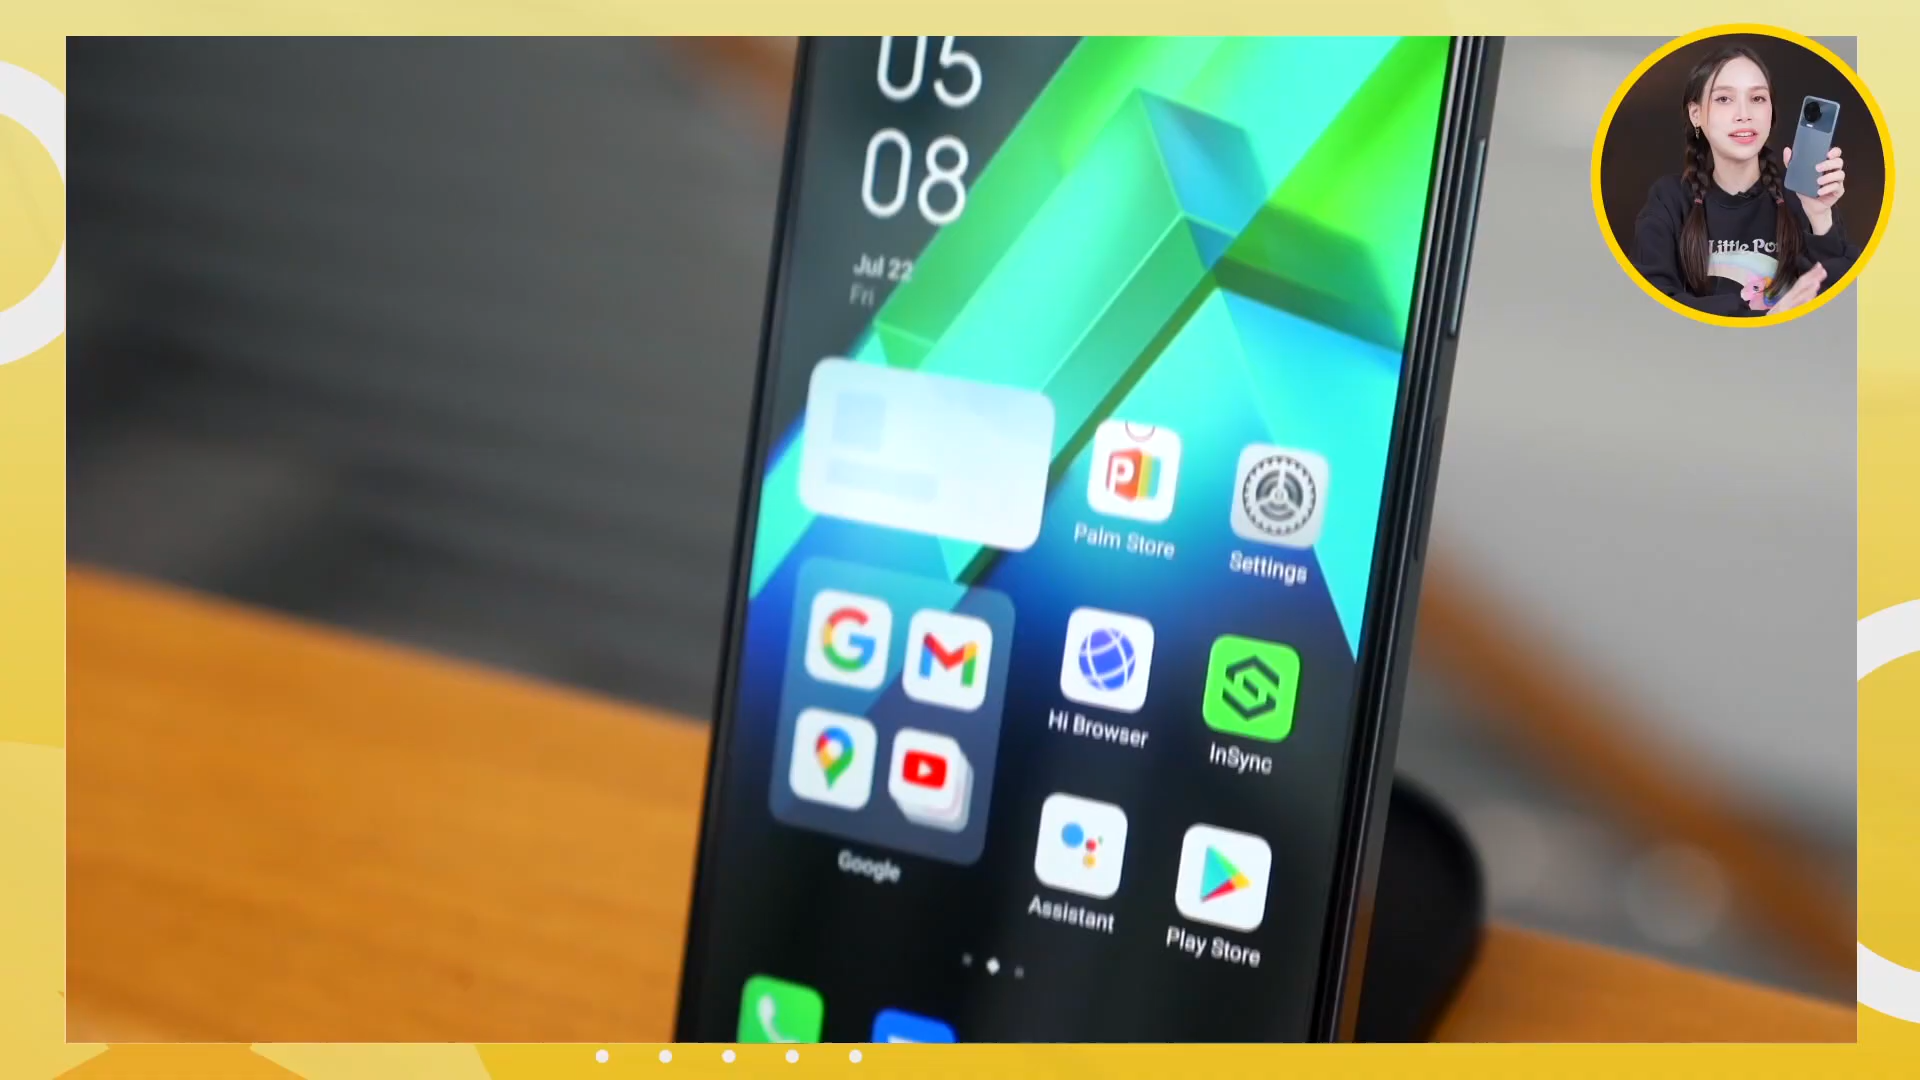 05
08
Jul 22
Fri
Palm Store
Settings
Hi Browser
InSync
Google
Assistant
Play Store
Little Po